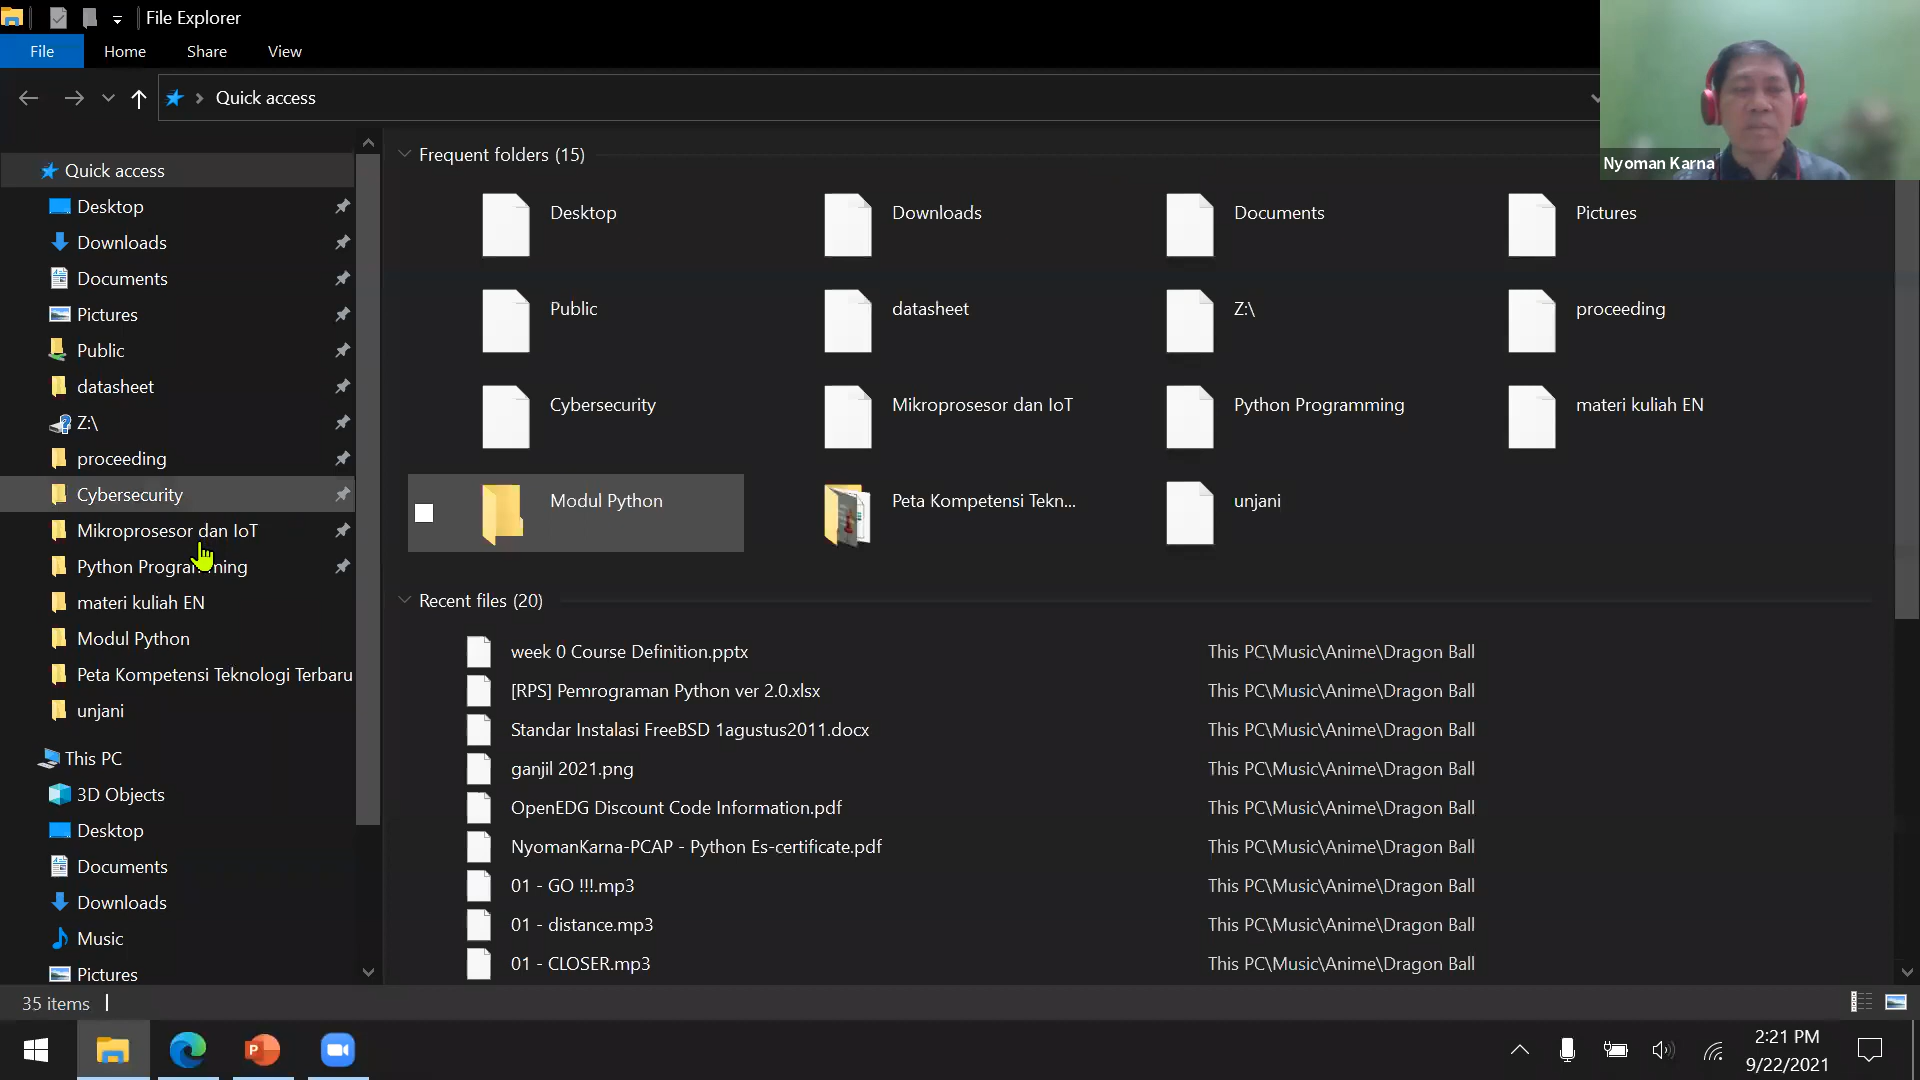 File Explorer
File Home Share View
Quick access
Nyoman Karna
Quick access
Desktop
Downloads
Documents
Pictures
Public
datasheet
Z:\
proceeding
Cybersecurity
Mikroprosesor dan IoT
Python Programming
materi kuliah EN
Modul Python
Peta Kompetensi Teknologi Terbaru
unjani
This PC
3D Objects
Desktop
Documents
Downloads
Music
Pictures
Frequent folders (15)
Desktop Downloads Documents Pictures
Public datasheet Z:\ proceeding
Cybersecurity Mikroprosesor dan IoT Python Programming materi kuliah EN
Modul Python Peta Kompetensi Tekn... unjani
Recent files (20)
week 0 Course Definition.pptx This PC\Music\Anime\Dragon Ball
[RPS] Pemrograman Python ver 2.0.xlsx This PC\Music\Anime\Dragon Ball
Standar Instalasi FreeBSD 1agustus2011.docx This PC\Music\Anime\Dragon Ball
ganjil 2021.png This PC\Music\Anime\Dragon Ball
OpenEDG Discount Code Information.pdf This PC\Music\Anime\Dragon Ball
NyomanKarna-PCAP - Python Es-certificate.pdf This PC\Music\Anime\Dragon Ball
01 - GO !!!.mp3 This PC\Music\Anime\Dragon Ball
01 - distance.mp3 This PC\Music\Anime\Dragon Ball
01 - CLOSER.mp3 This PC\Music\Anime\Dragon Ball
35 items
2:21 PM
9/22/2021